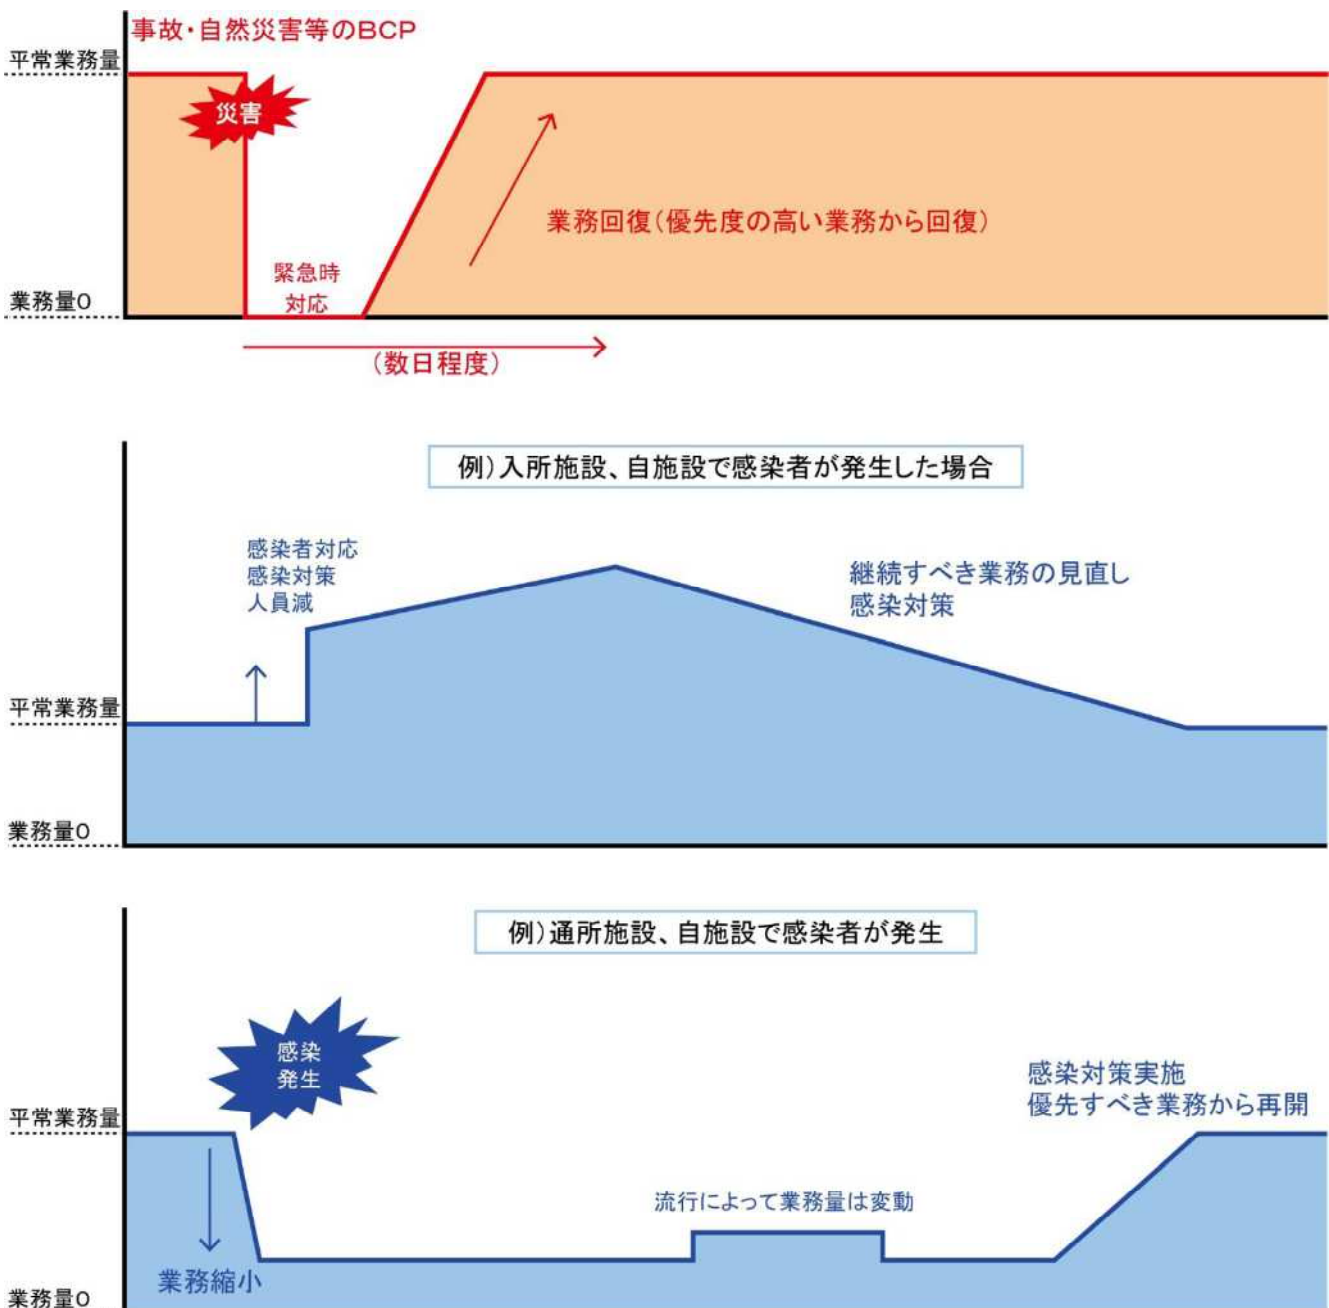 事故・自然災害等のBCP
平常業務量
災害
業務回復(優先度の高い業務から回復)
緊急時
対応
業務量0
(数日程度)
例)入所施設、自施設で感染者が発生した場合
感染者対応
感染対策
人員減
継続すべき業務の見直し
感染対策
平常業務量
業務量0
例)通所施設、自施設で感染者が発生
感染
発生
感染対策実施
優先すべき業務から再開
平常業務量
流行によって業務量は変動
業務縮小
業務量0